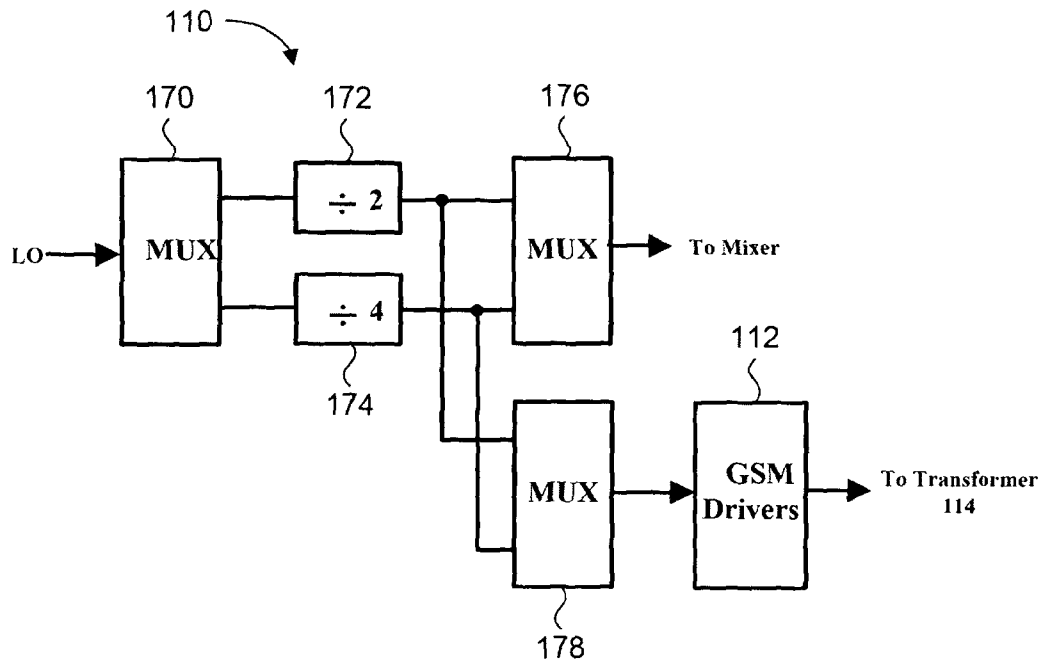 110
170
172
176
LO
MUX
÷ 2
MUX
To Mixer
÷ 4
174
112
MUX
GSM
Drivers
To Transformer
114
178